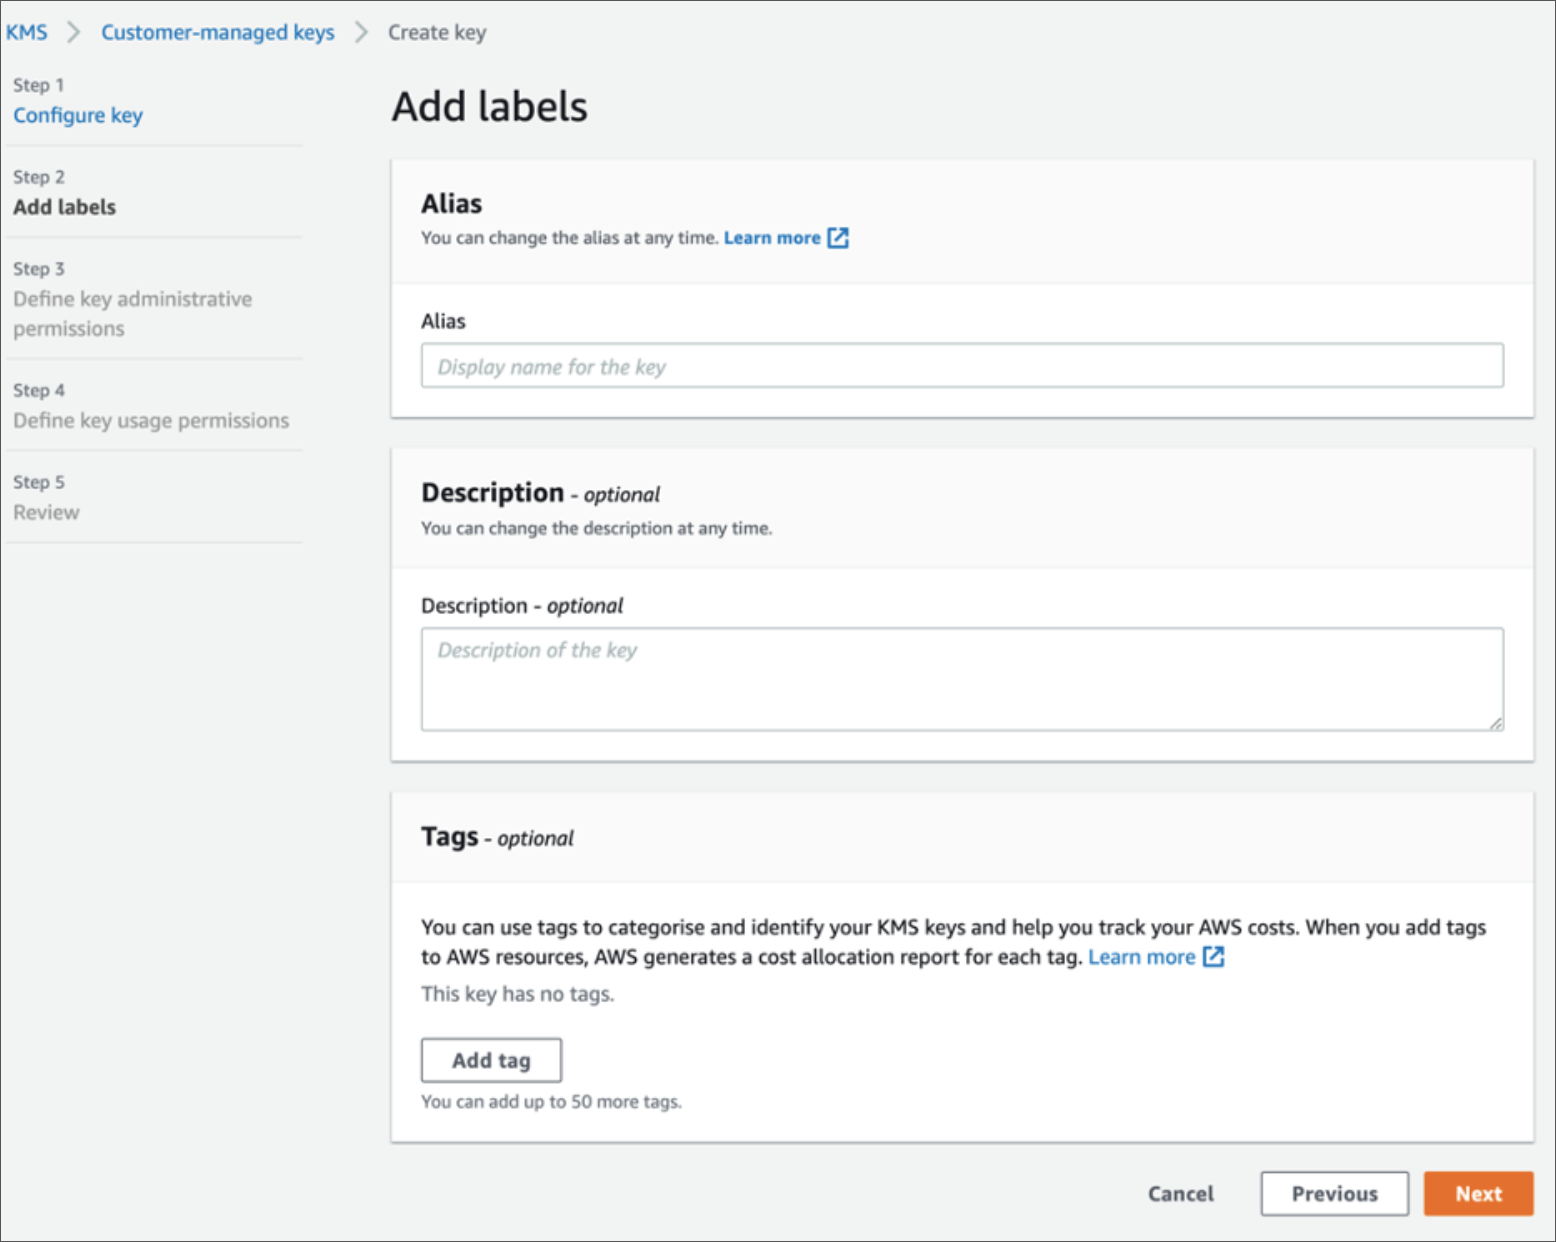 KMS > Customer-managed keys > Create key
Step 1
Configure key
Step 2
Add labels
Step 3
Define key administrative
permissions
Step 4
Define key usage permissions
Step 5
Review
Add labels
Alias
You can change the alias at any time. Learn more
Alias
Display name for the key
Description - optional
You can change the description at any time.
Description - optional
Description of the key
Tags - optional
You can use tags to categorise and identify your KMS keys and help you track your AWS costs. When you add tags
to AWS resources, AWS generates a cost allocation report for each tag. Learn more
This key has no tags.
Add tag
You can add up to 50 more tags.
Cancel Previous Next